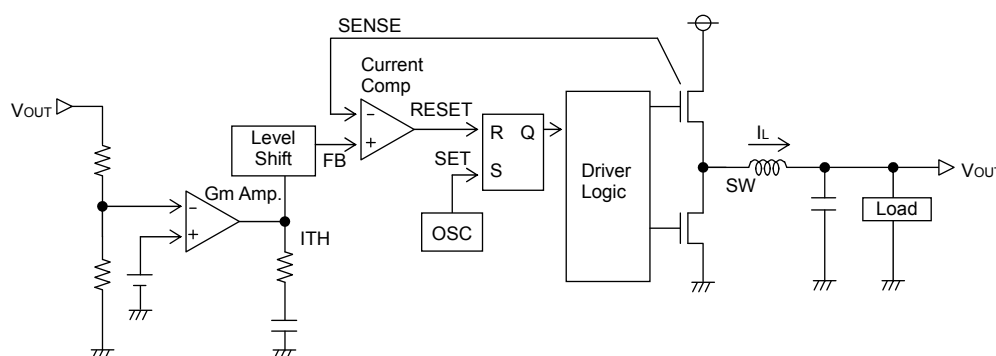 SENSE
Current
Comp
VOUT
RESET
Level
Shift
FB
R Q
SET
S
IL
VOUT
Gm Amp.
Driver
Logic
SW
Load
OSC
ITH